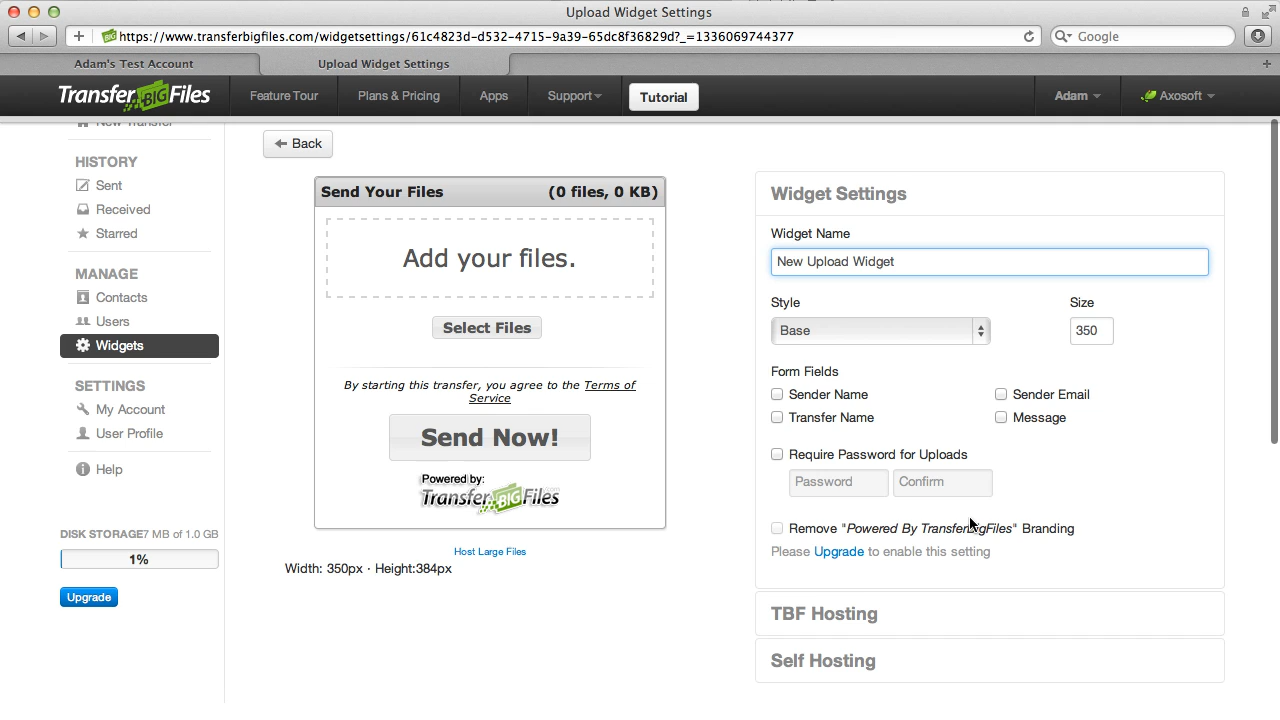 Upload Widget Settings
https://www.transferbigfiles.com/widgetsettings/61c4823d-d532-4715-9a39-65dc8f36829d?_=1336069744377
Google
Adam's Test Account
Upload Widget Settings
TransferBIGFiles
Feature Tour
Plans & Pricing
Apps
Support
Tutorial
Adam
Axosoft
New Transfer
HISTORY
Sent
Received
Starred
MANAGE
Contacts
Users
Widgets
SETTINGS
My Account
User Profile
Help
DISK STORAGE7 MB of 1.0 GB
1%
Upgrade
Back
Send Your Files (0 files, 0 KB)
Add your files.
Select Files
By starting this transfer, you agree to the Terms of
Service
Send Now!
Powered by:
TransferBIGFiles.com
Host Large Files
Width: 350px · Height:384px
Widget Settings
Widget Name
New Upload Widget
Style Size
Base 350
Form Fields
Sender Name Sender Email
Transfer Name Message
Require Password for Uploads
Password Confirm
Remove "Powered By TransferBigFiles" Branding
Please Upgrade to enable this setting
TBF Hosting
Self Hosting